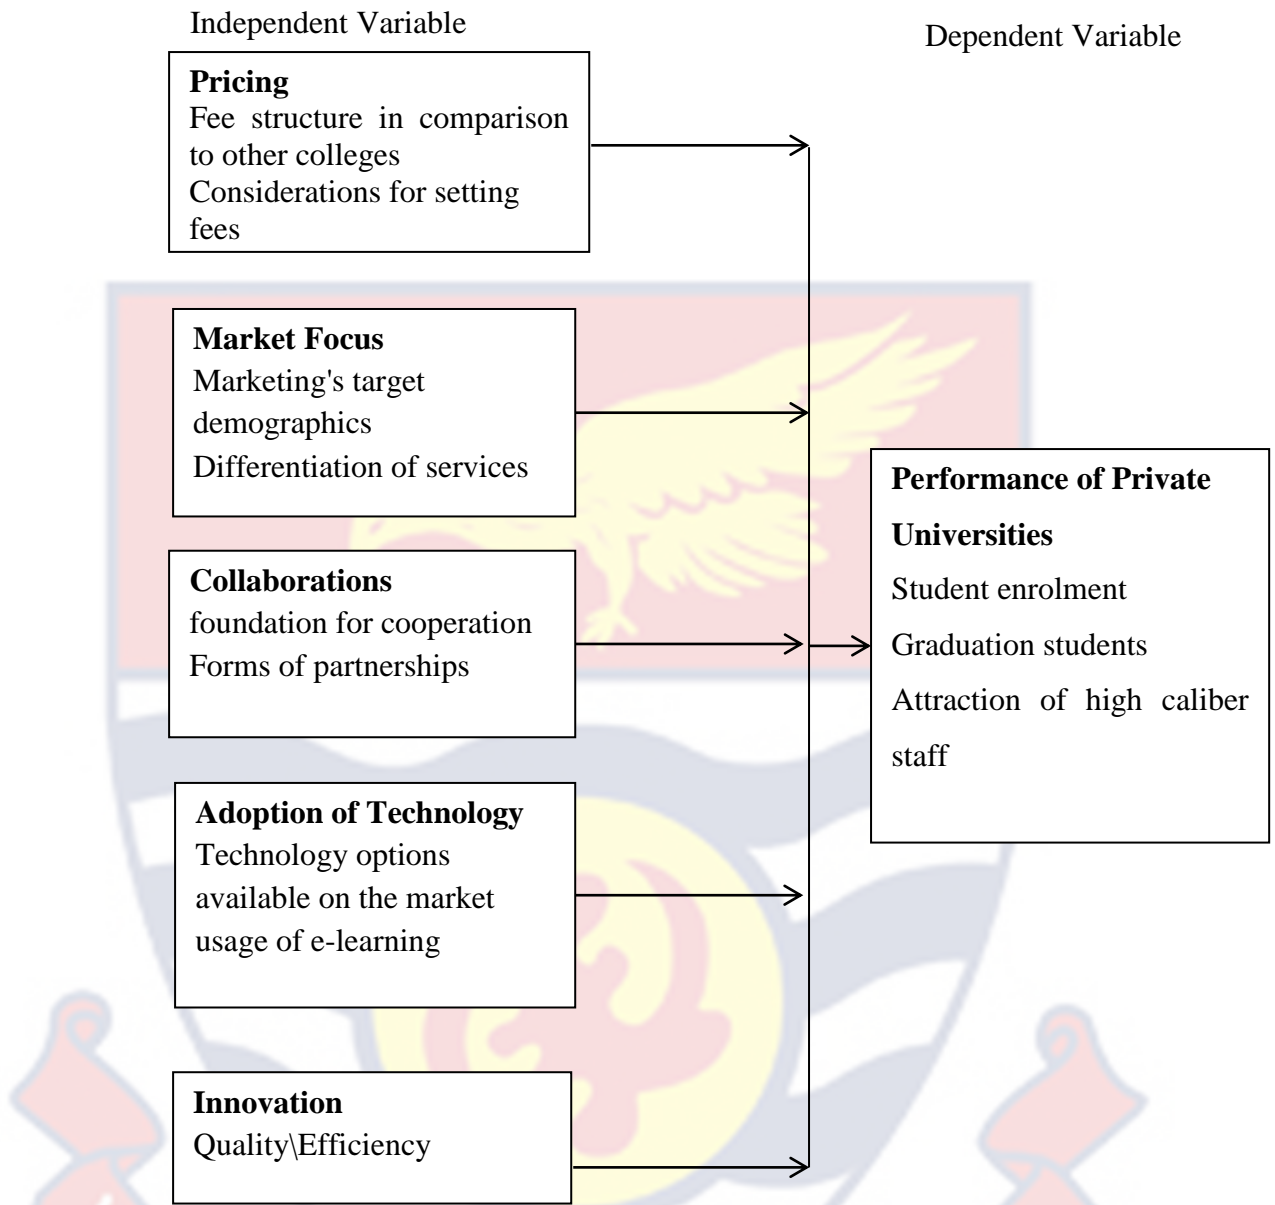 Independent Variable
Dependent Variable
Pricing
Fee structure in comparison
to other colleges
Considerations for setting
fees
Market Focus
Marketing's target
demographics
Differentiation of services
Collaborations
foundation for cooperation
Forms of partnerships
Adoption of Technology
Technology options
available on the market
usage of e-learning
Innovation
Quality\Efficiency
Performance of Private
Universities
Student enrolment
Graduation students
Attraction of high caliber
staff